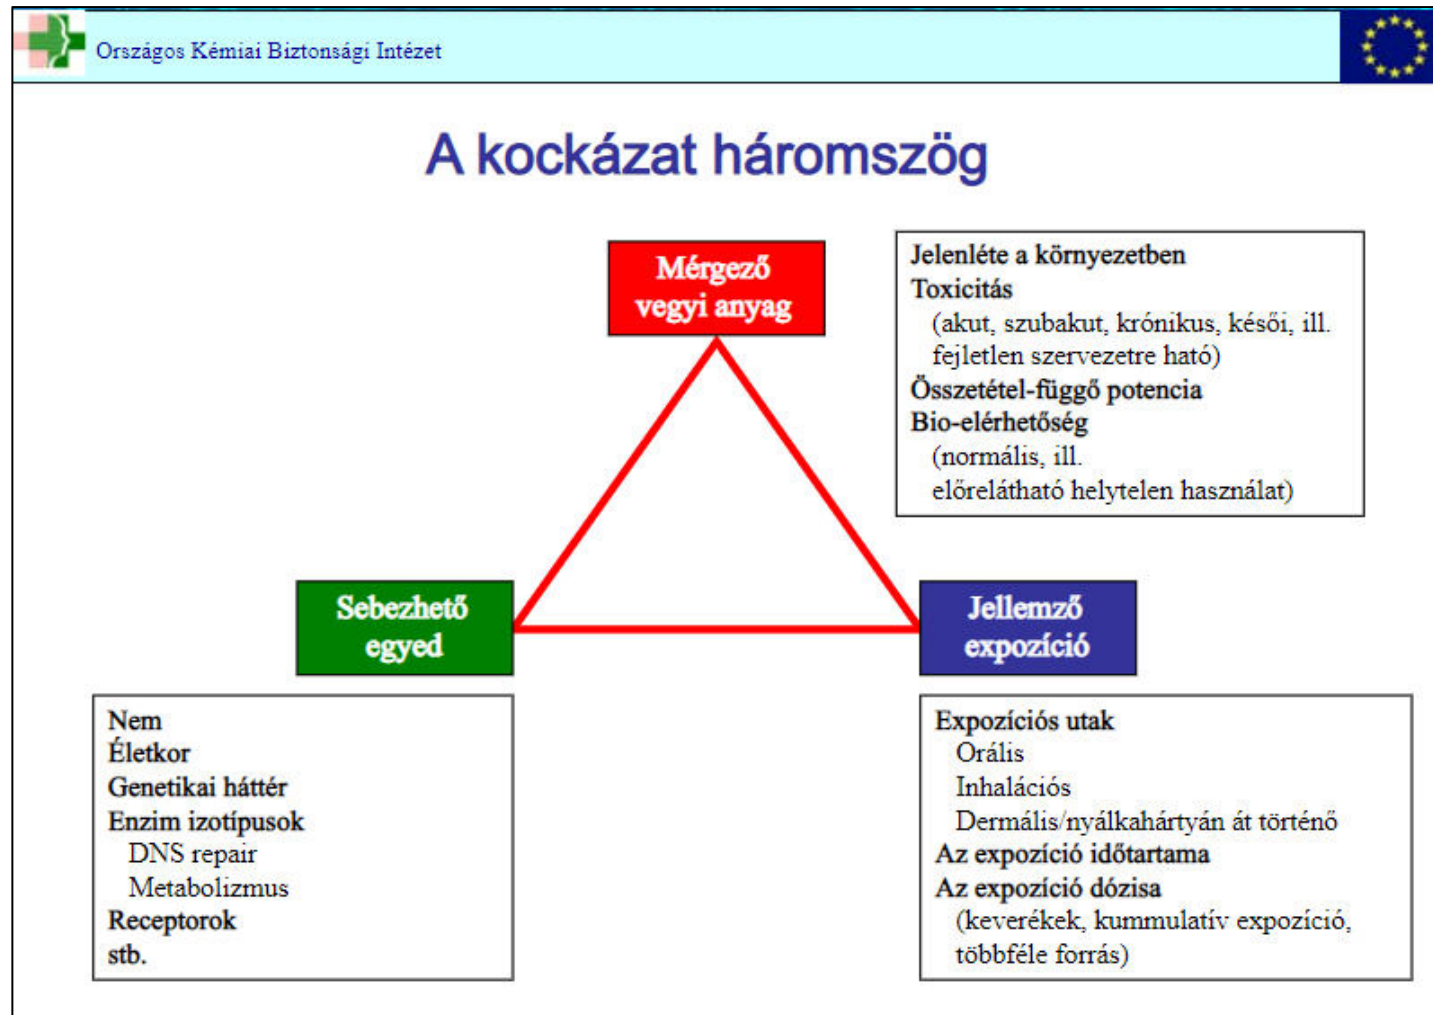 Országos Kémiai Biztonsági Intézet
A kockázat háromszög
Mérgező
vegyi anyag
Jelenléte a környezetben
Toxicitás
(akut, szubakut, krónikus, késői, ill.
fejletlen szervezetre ható)
Összetétel-függő potencia
Bio-elérhetőség
(normális, ill.
előrelátható helytelen használat)
Sebezhető
egyed
Nem
Életkor
Genetikai háttér
Enzim izotípusok
DNS repair
Metabolizmus
Receptorok
stb.
Jellemző
expozíció
Expozíciós utak
Orális
Inhalációs
Dermális/nyálkahártyán át történő
Az expozíció időtartama
Az expozíció dózisa
(keverékek, kummulatív expozíció,
többféle forrás)